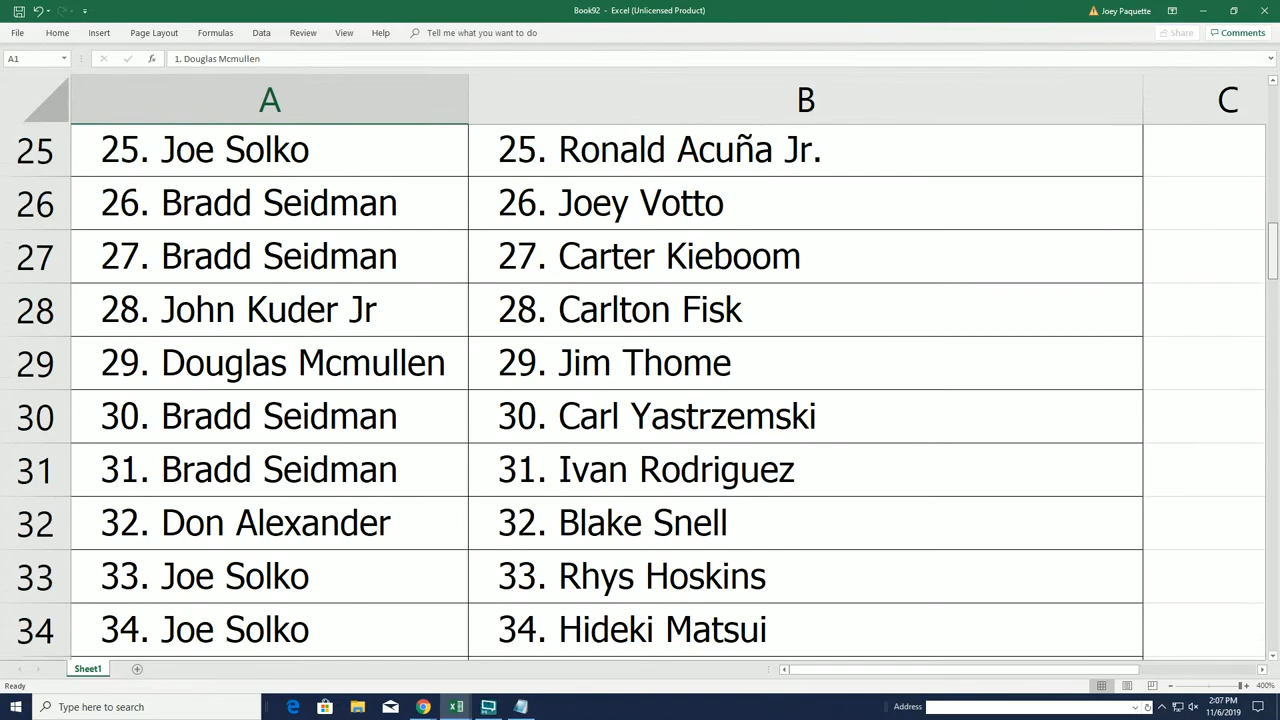 Book92 - Excel (Unlicensed Product)
Joey Paquette
File Home Insert Page Layout Formulas Data Review View Help Tell me what you want to do
Share Comments
A1 fx 1. Douglas Mcmullen
A B C
25 25. Joe Solko 25. Ronald Acuña Jr.
26 26. Bradd Seidman 26. Joey Votto
27 27. Bradd Seidman 27. Carter Kieboom
28 28. John Kuder Jr 28. Carlton Fisk
29 29. Douglas Mcmullen 29. Jim Thome
30 30. Bradd Seidman 30. Carl Yastrzemski
31 31. Bradd Seidman 31. Ivan Rodriguez
32 32. Don Alexander 32. Blake Snell
33 33. Joe Solko 33. Rhys Hoskins
34 34. Joe Solko 34. Hideki Matsui
Sheet1
Ready 400%
Type here to search Address 2:07 PM
11/6/2019